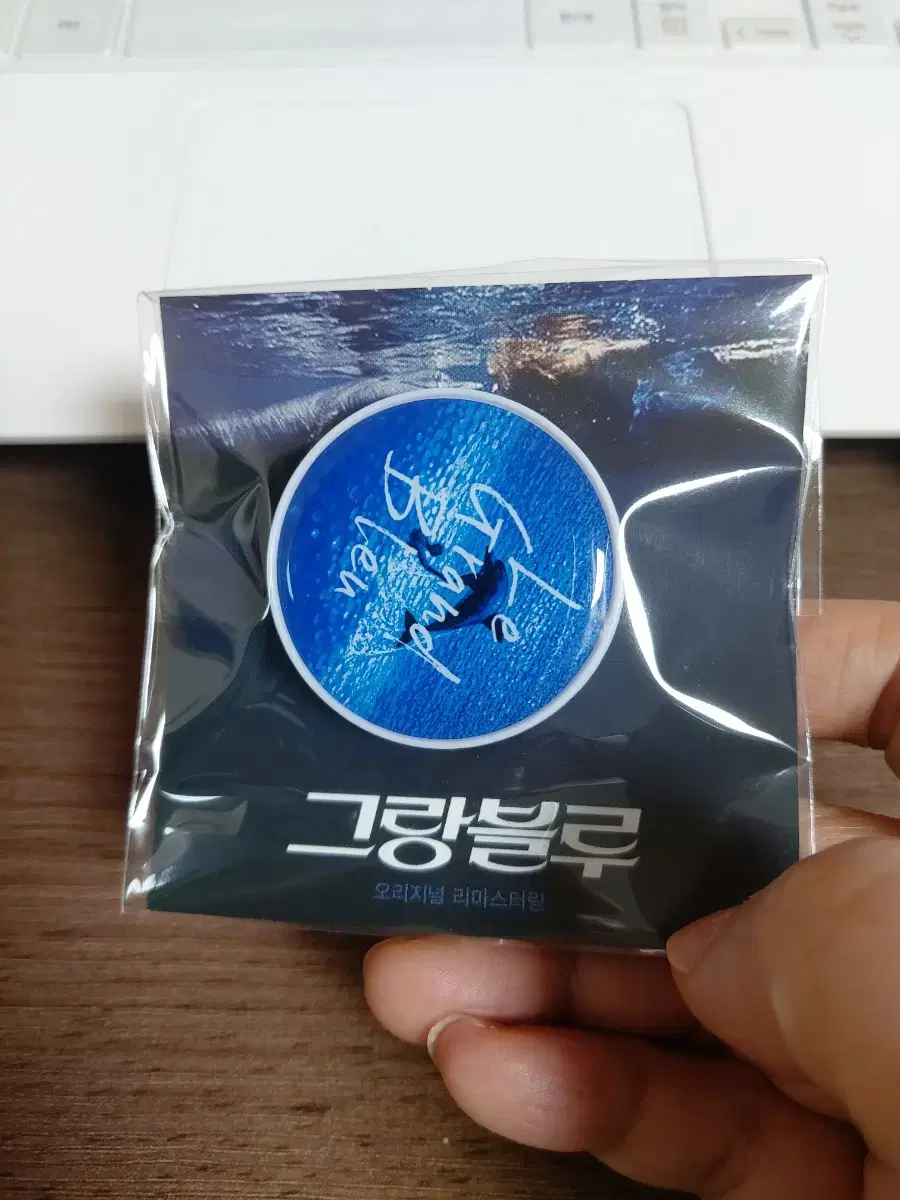 Le
Grand
Bleu
그랑블루
오리지널 리마스터링